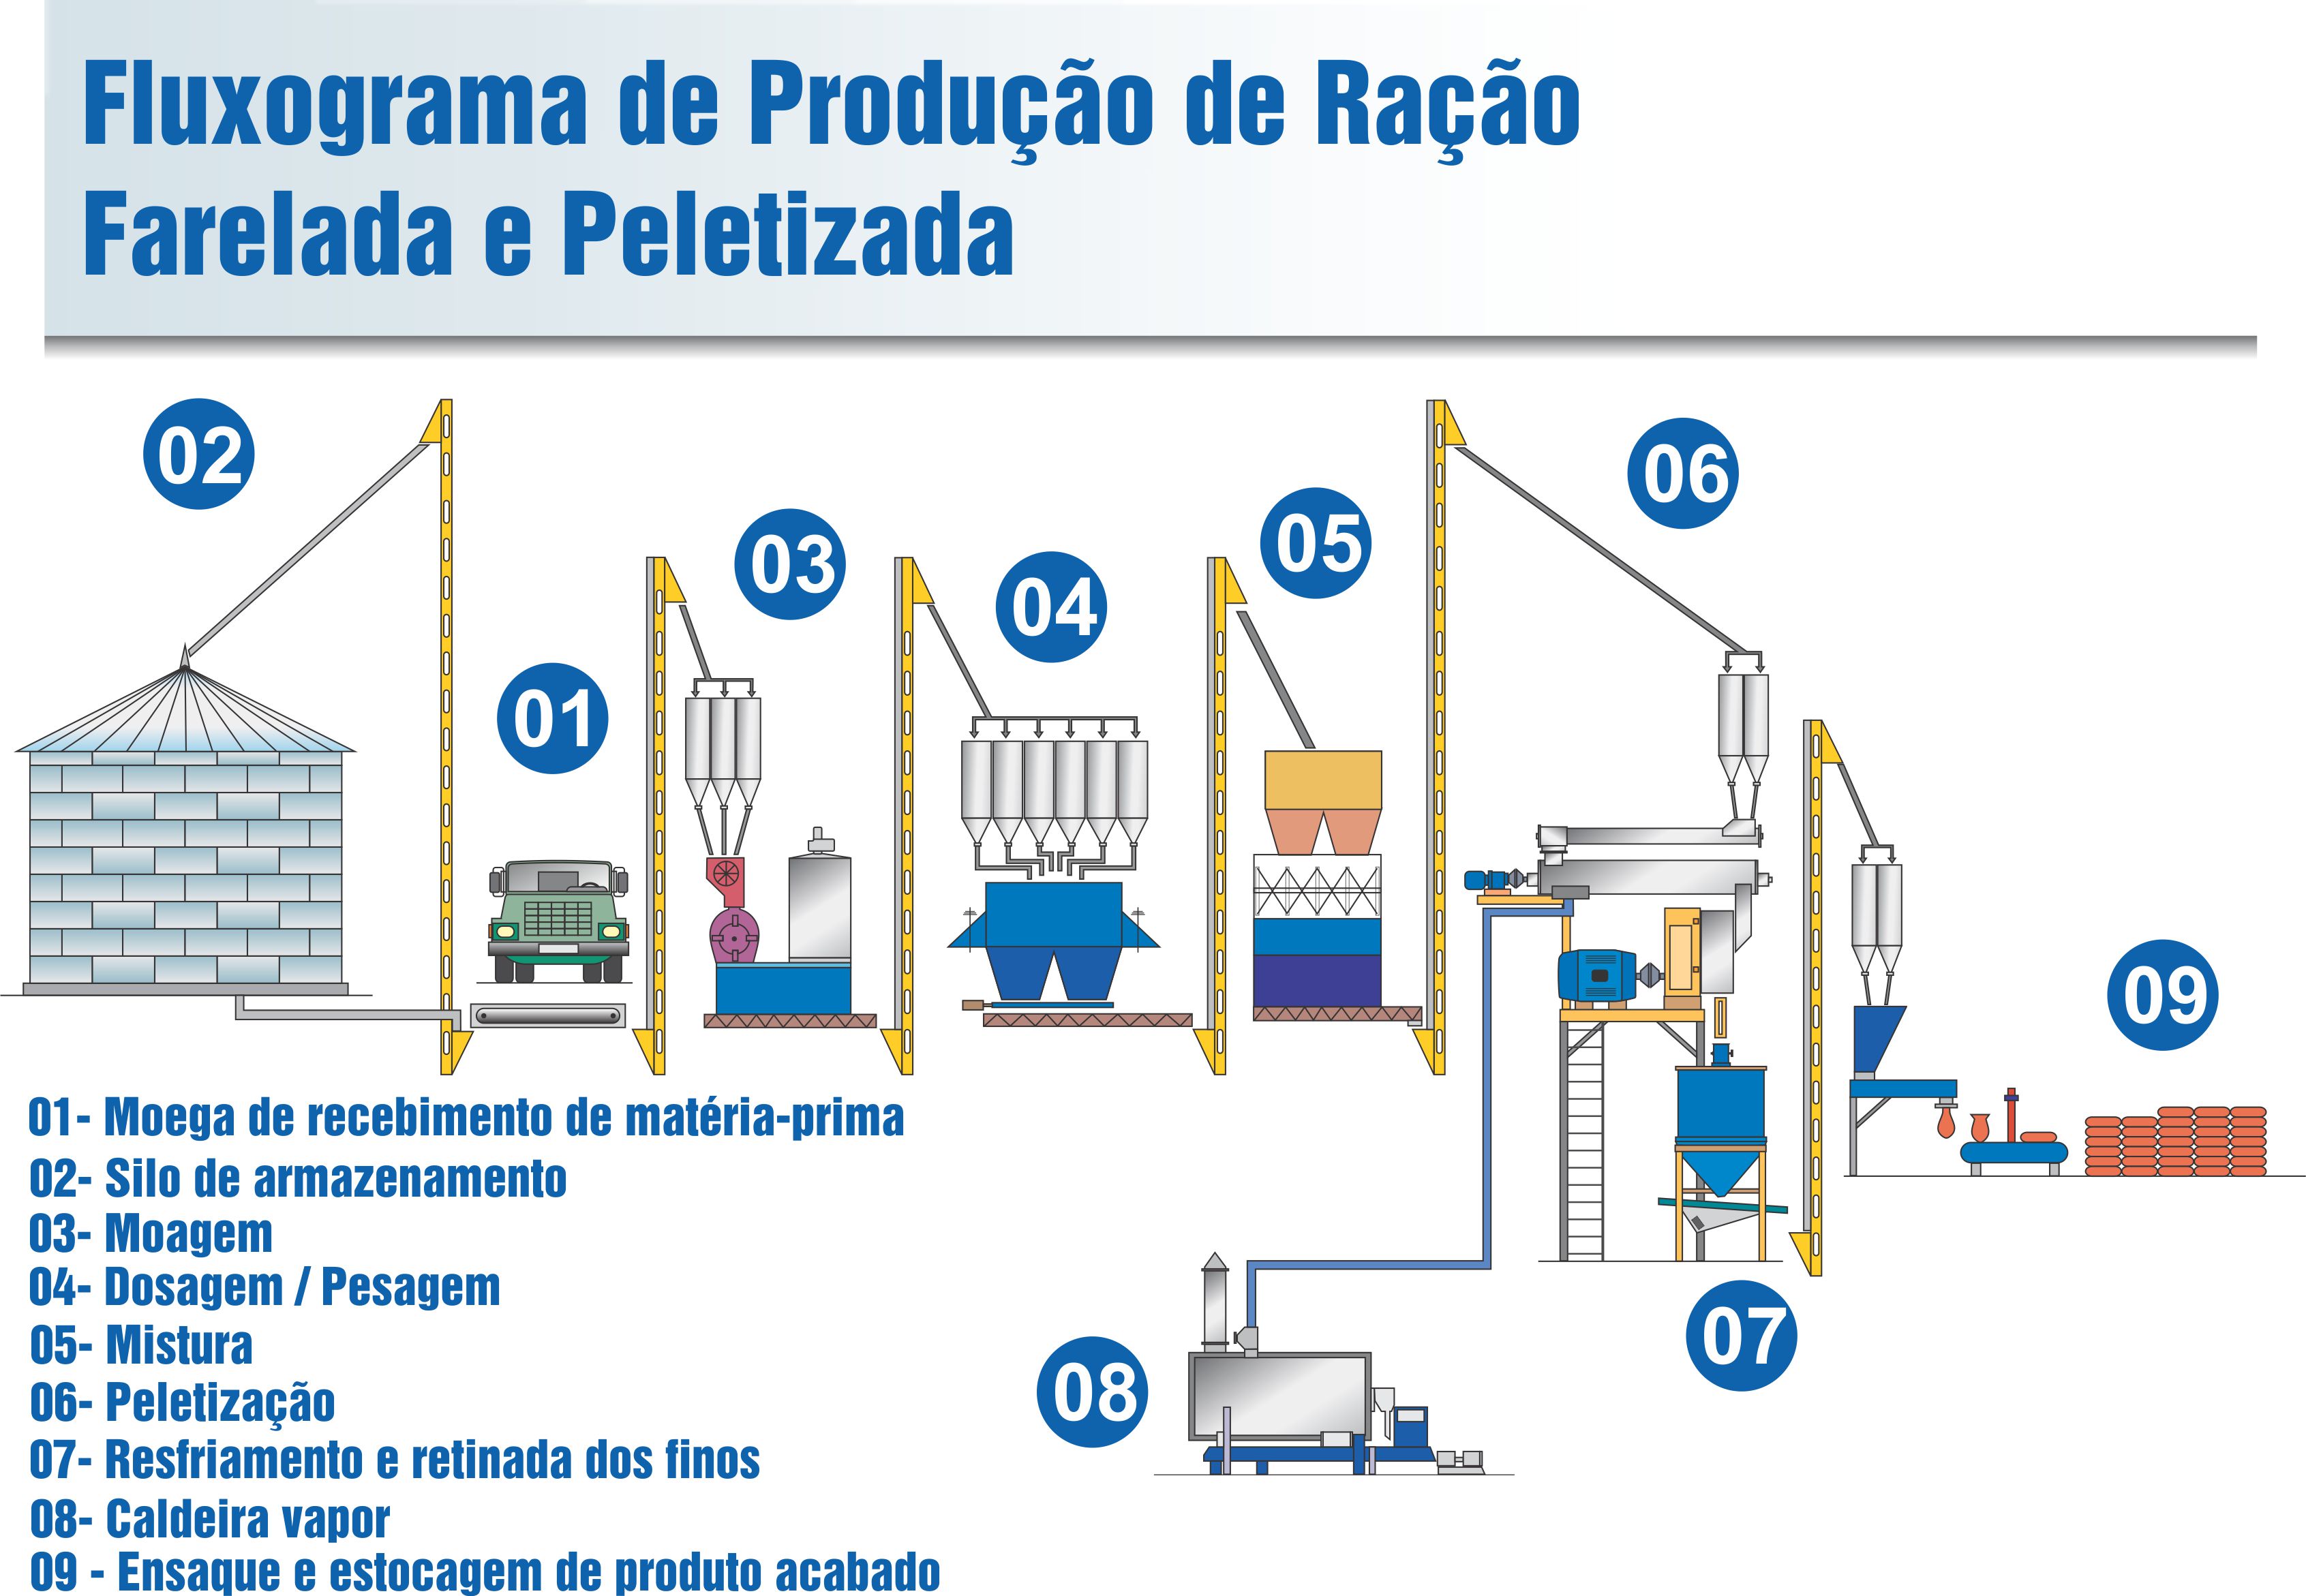 Fluxograma de Produção de Ração
Farelada e Peletizada
02
06
05
03
04
01
09
07
08
01- Moega de recebimento de matéria-prima
02- Silo de armazenamento
03- Moagem
04- Dosagem / Pesagem
05- Mistura
06- Peletização
07- Resfriamento e retinada dos finos
08- Caldeira vapor
09 - Ensaque e estocagem de produto acabado